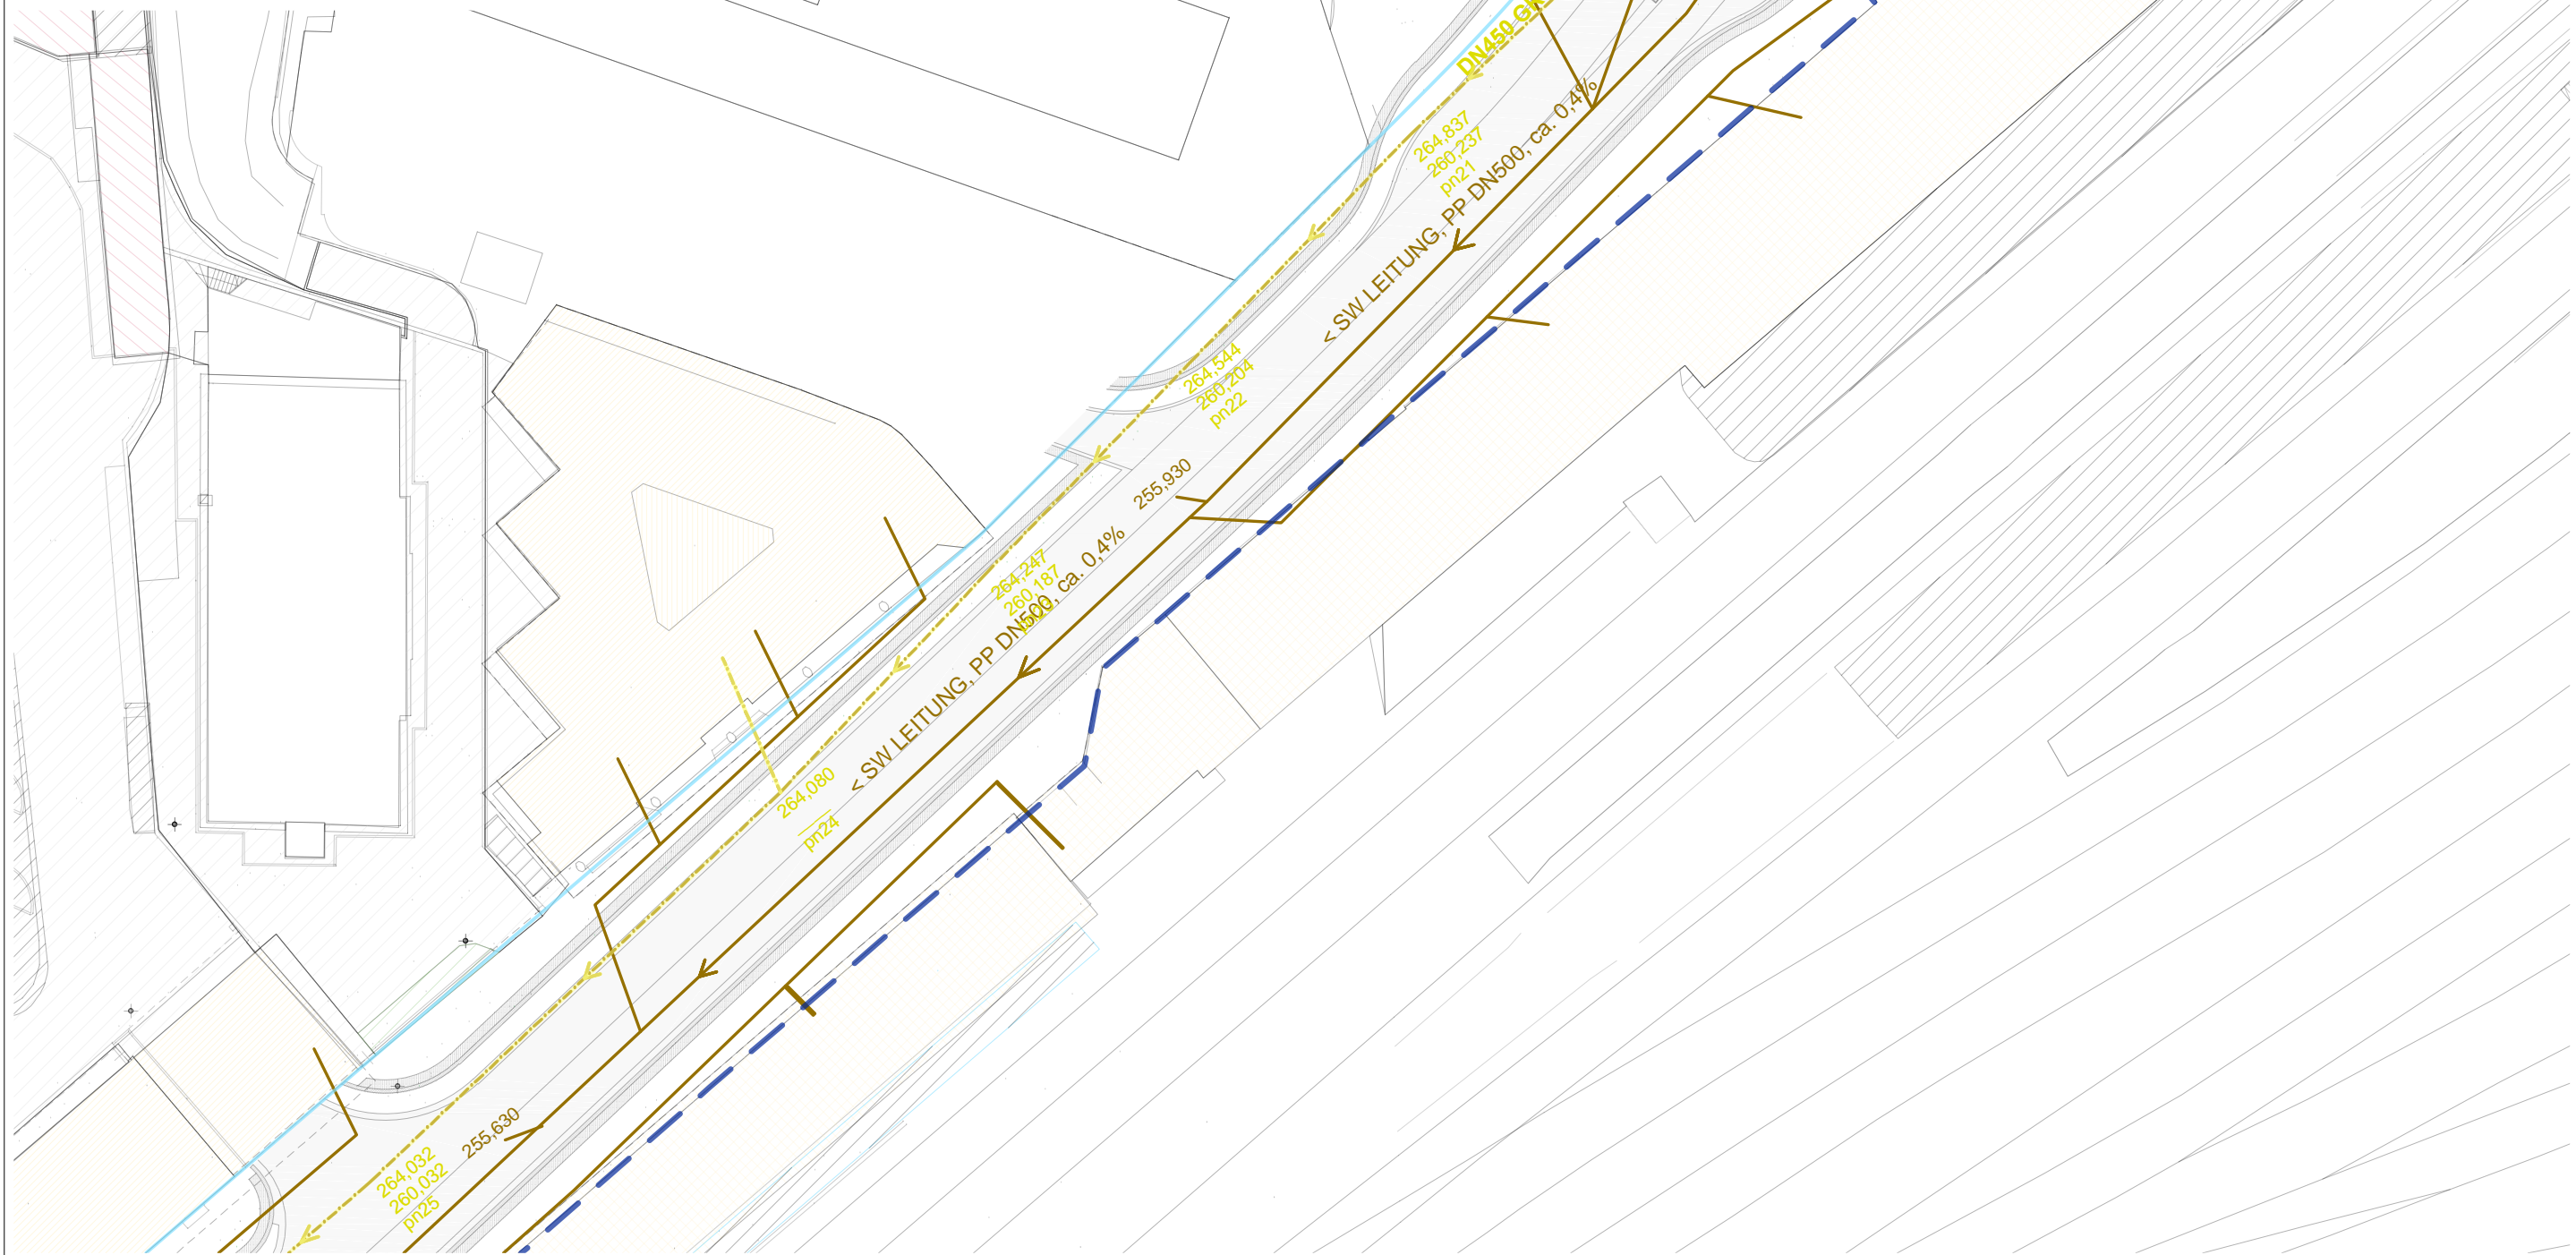 DN450
264,837
260,237
pn21
< SW LEITUNG, PP DN500, ca. 0,4%
264,544
260,204
pn22
255,930
264,247
260,187
< SW LEITUNG, PP DN500, ca. 0,4%
264,080
pn24
255,630
264,032
260,032
pn25